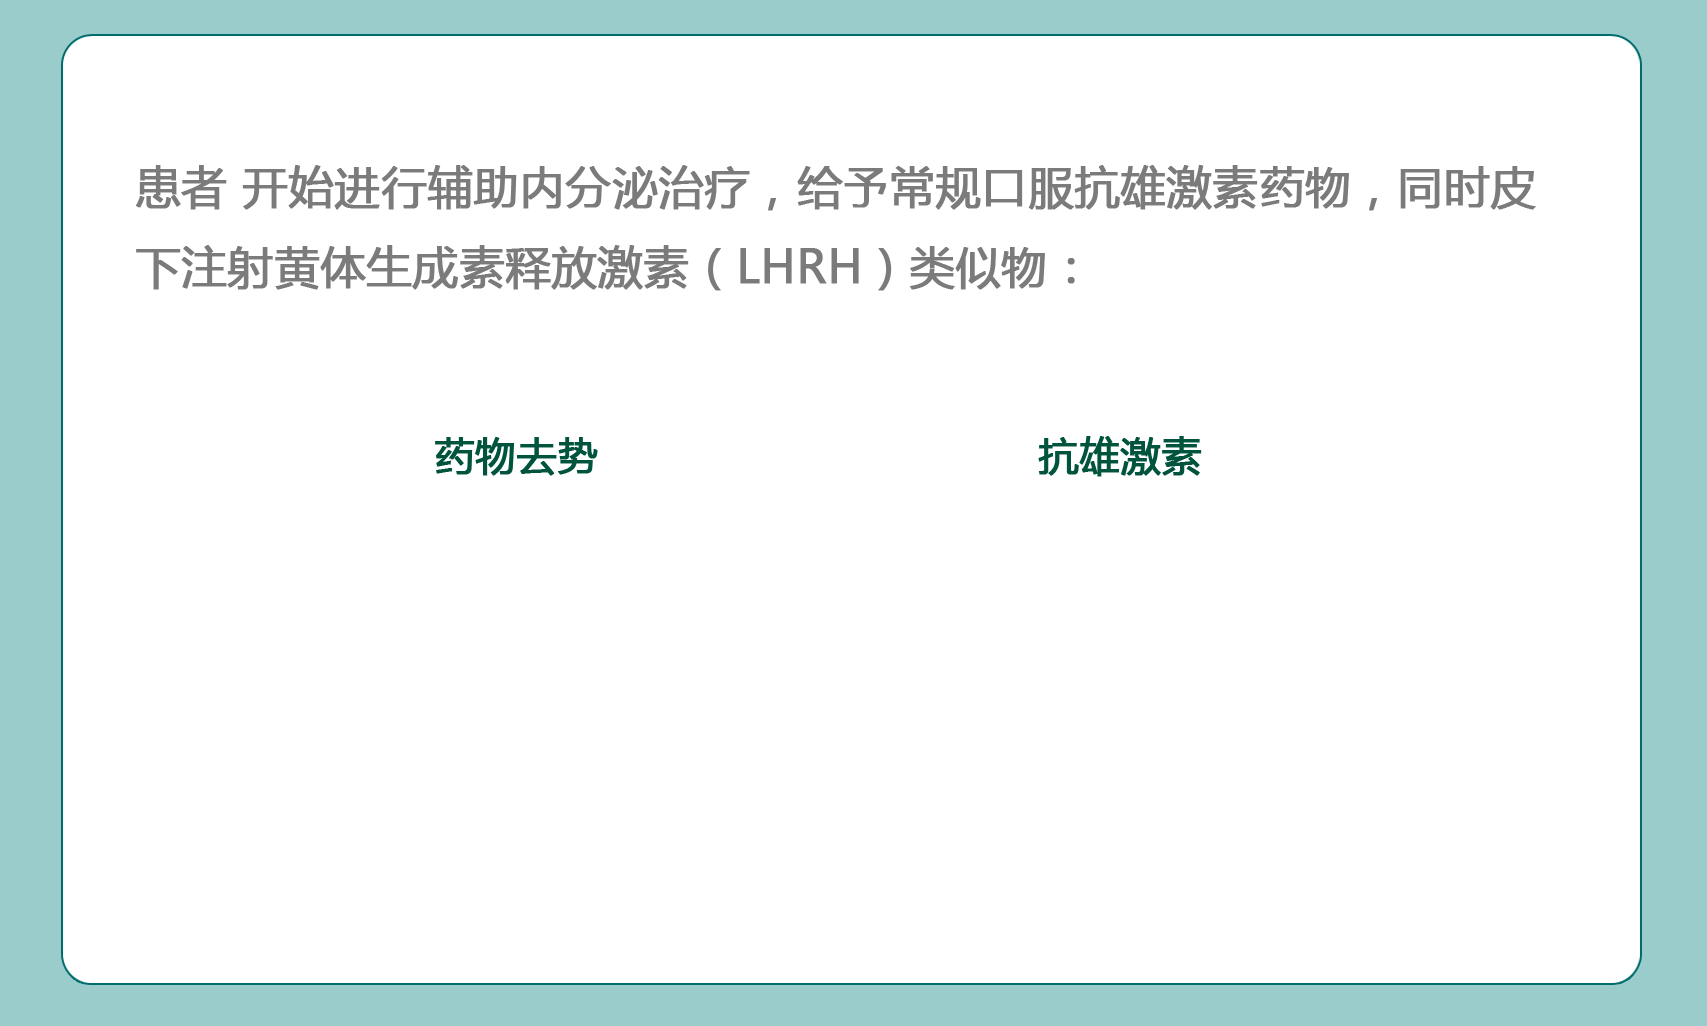 患者 开始进行辅助内分泌治疗，给予常规口服抗雄激素药物，同时皮
下注射黄体生成素释放激素（LHRH）类似物：
药物去势
抗雄激素